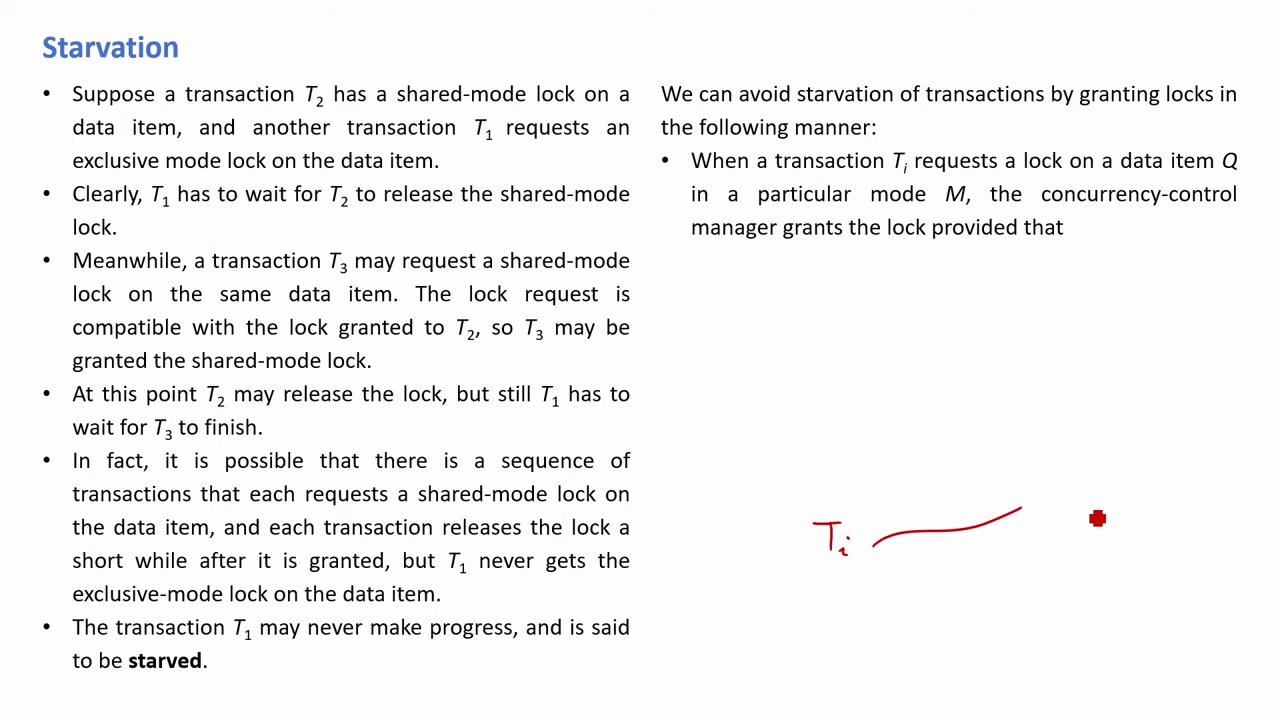 Starvation
• Suppose a transaction T2 has a shared-mode lock on a
data item, and another transaction T1 requests an
exclusive mode lock on the data item.
• Clearly, T1 has to wait for T2 to release the shared-mode
lock.
• Meanwhile, a transaction T3 may request a shared-mode
lock on the same data item. The lock request is
compatible with the lock granted to T2, so T3 may be
granted the shared-mode lock.
• At this point T2 may release the lock, but still T1 has to
wait for T3 to finish.
• In fact, it is possible that there is a sequence of
transactions that each requests a shared-mode lock on
the data item, and each transaction releases the lock a
short while after it is granted, but T1 never gets the
exclusive-mode lock on the data item.
• The transaction T1 may never make progress, and is said
to be starved.
We can avoid starvation of transactions by granting locks in
the following manner:
• When a transaction Ti requests a lock on a data item Q
in a particular mode M, the concurrency-control
manager grants the lock provided that
Ti